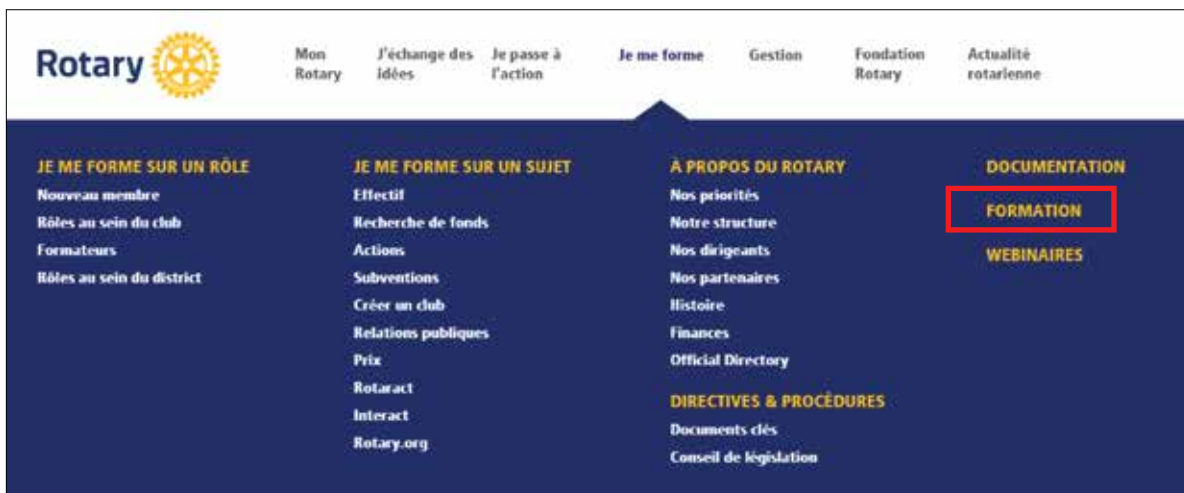 Rotary
Mon
Rotary
J'échange des
idées
Je passe à
l'action
Je me forme
Gestion
Fondation
Rotary
Actualité
rotarienne
JE ME FORME SUR UN RÔLE
Nouveau membre
Rôles au sein du club
Formateurs
Rôles au sein du district
JE ME FORME SUR UN SUJET
Effectif
Recherche de fonds
Actions
Subventions
Créer un club
Relations publiques
Prix
Rotaract
Interact
Rotary.org
À PROPOS DU ROTARY
Nos priorités
Notre structure
Nos dirigeants
Nos partenaires
Histoire
Finances
Official Directory
DIRECTIVES & PROCÉDURES
Documents clés
Conseil de législation
DOCUMENTATION
FORMATION
WEBINAIRES